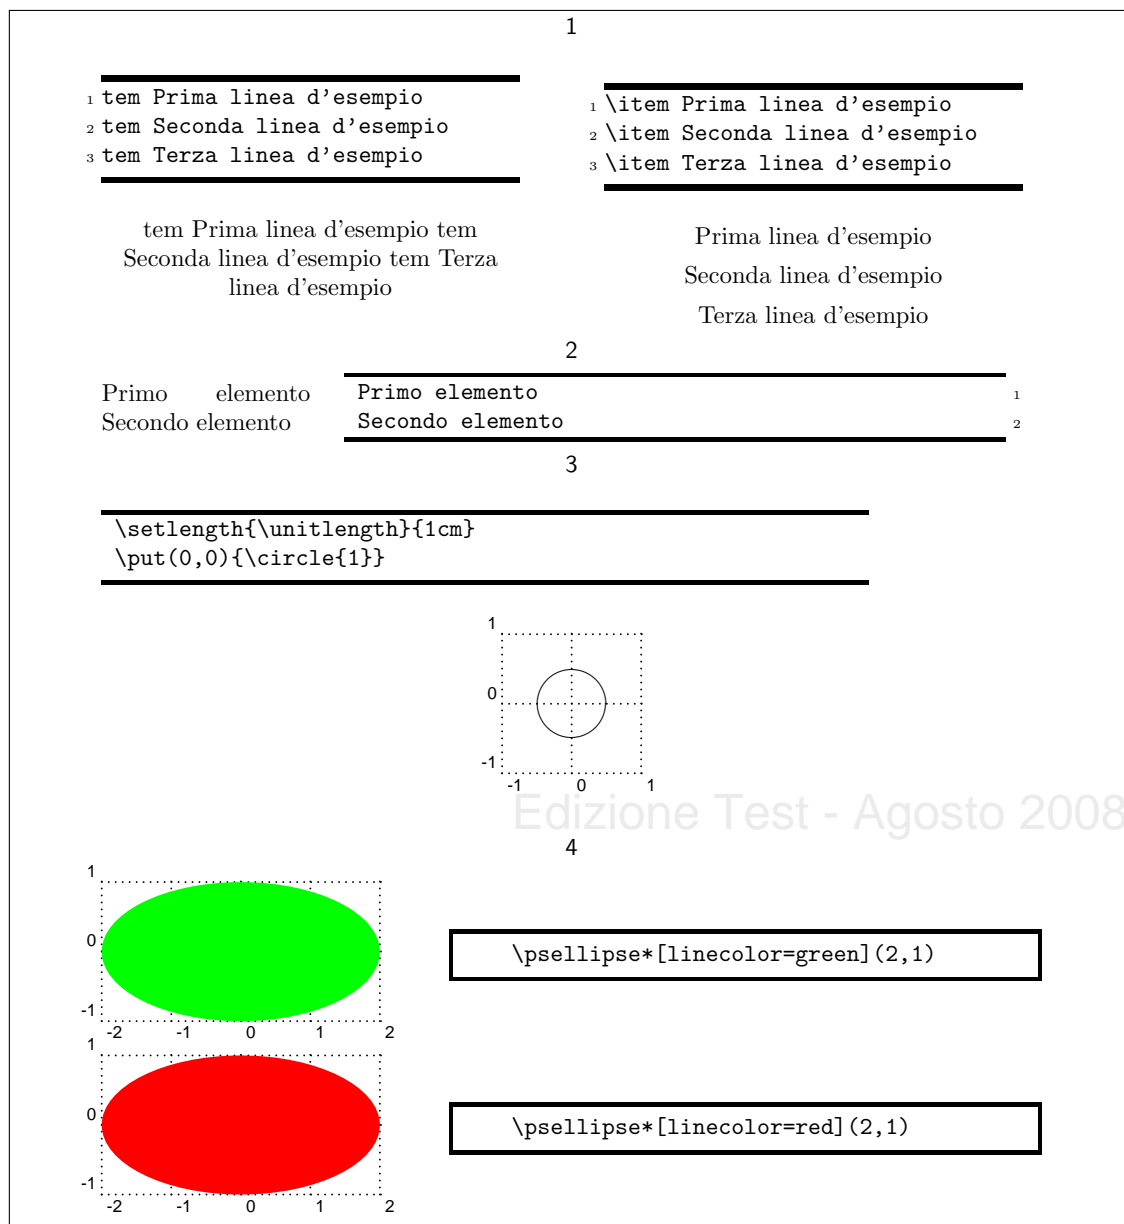 1
1 tem Prima linea d'esempio
2 tem Seconda linea d'esempio
3 tem Terza linea d'esempio
tem Prima linea d'esempio tem
Seconda linea d'esempio tem Terza
linea d'esempio
1 \item Prima linea d'esempio
2 \item Seconda linea d'esempio
3 \item Terza linea d'esempio
Prima linea d'esempio
Seconda linea d'esempio
Terza linea d'esempio
2
Primo elemento
Secondo elemento
Primo elemento 1
Secondo elemento 2
3
\setlength{\unitlength}{1cm}
\put(0,0){\circle{1}}
1
0
-1
-1 0 1
Edizione Test - Agosto 2008
4
1
0
-1
-2 -1 0 1 2
\psellipse*[linecolor=green](2,1)
1
0
-1
-2 -1 0 1 2
\psellipse*[linecolor=red](2,1)